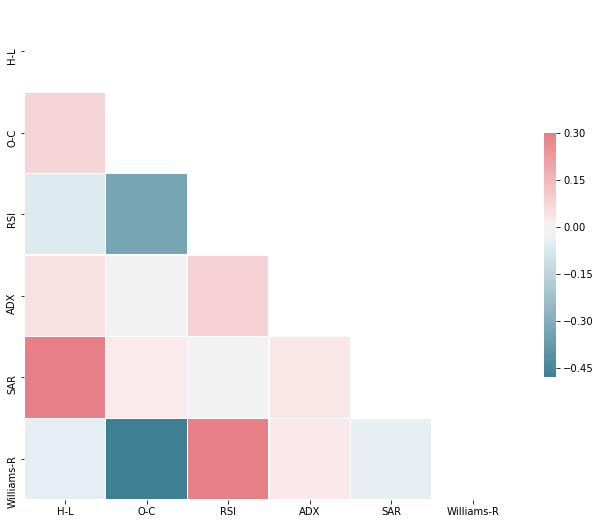 H-L
O-C
RSI
ADX
SAR
Williams-R
H-L
O-C
RSI
ADX
SAR
Williams-R
0.30
0.15
0.00
−0.15
−0.30
−0.45